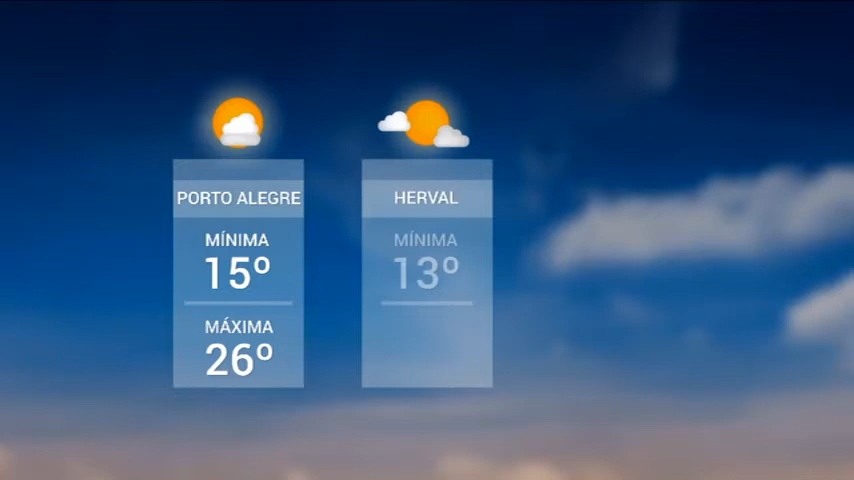 PORTO ALEGRE
MÍNIMA
15º
MÁXIMA
26º
HERVAL
MÍNIMA
13º